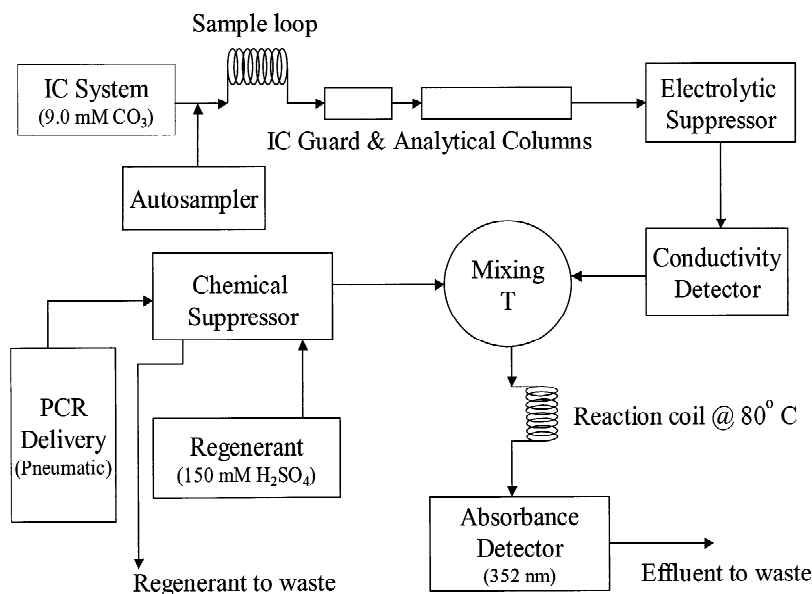 Sample loop
IC System
(9.0 mM CO₃)
IC Guard & Analytical Columns
Electrolytic
Suppressor
Autosampler
Chemical
Suppressor
Mixing
T
Conductivity
Detector
PCR
Delivery
(Pneumatic)
Regenerant
(150 mM H₂SO₄)
Reaction coil @ 80° C
Absorbance
Detector
(352 nm)
Regenerant to waste
Effluent to waste